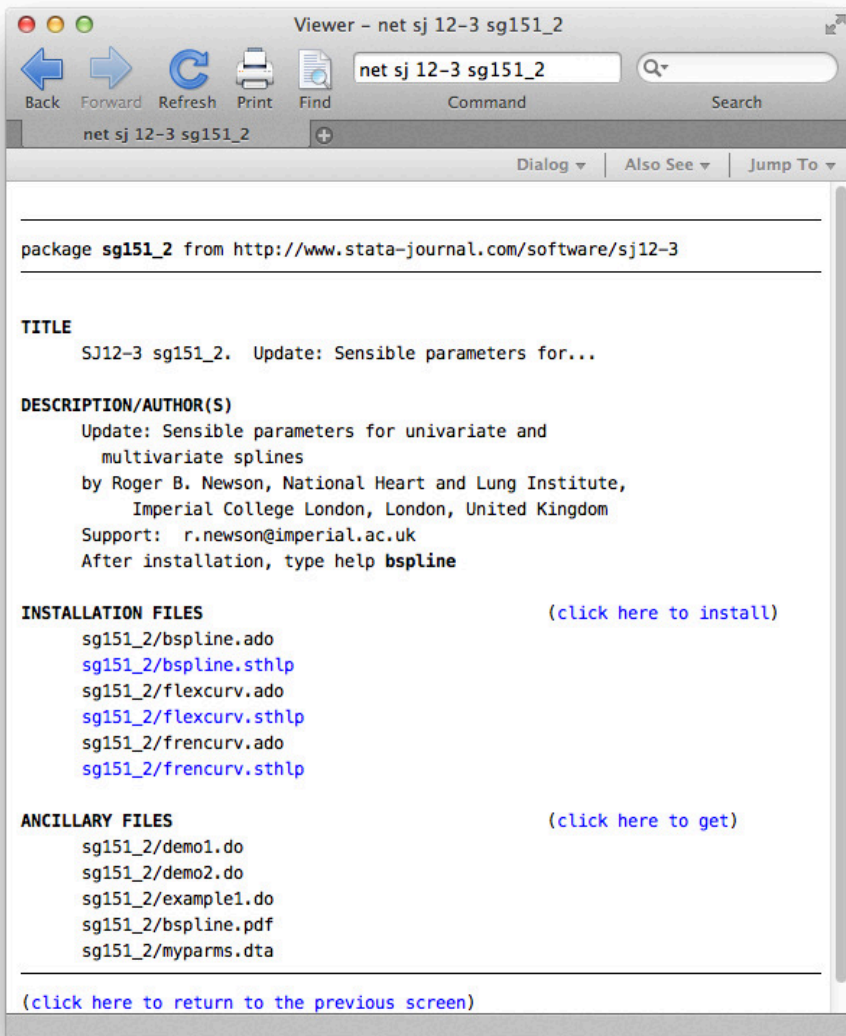 Viewer – net sj 12-3 sg151_2
net sj 12-3 sg151_2
Back Forward Refresh Print Find Command Search
net sj 12-3 sg151_2
Dialog Also See Jump To
package sg151_2 from http://www.stata-journal.com/software/sj12-3
TITLE
SJ12-3 sg151_2. Update: Sensible parameters for...
DESCRIPTION/AUTHOR(S)
Update: Sensible parameters for univariate and
multivariate splines
by Roger B. Newson, National Heart and Lung Institute,
Imperial College London, London, United Kingdom
Support: r.newson@imperial.ac.uk
After installation, type help bspline
INSTALLATION FILES (click here to install)
sg151_2/bspline.ado
sg151_2/bspline.sthlp
sg151_2/flexcurv.ado
sg151_2/flexcurv.sthlp
sg151_2/frencurv.ado
sg151_2/frencurv.sthlp
ANCILLARY FILES (click here to get)
sg151_2/demo1.do
sg151_2/demo2.do
sg151_2/example1.do
sg151_2/bspline.pdf
sg151_2/myparms.dta
(click here to return to the previous screen)